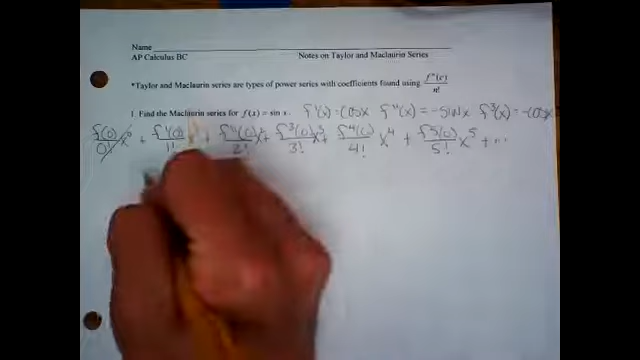 Name
AP Calculus BC Notes on Taylor and Maclaurin Series
*Taylor and Maclaurin series are types of power series with coefficients found using fⁿ(c)/n!
1. Find the Maclaurin series for f(x) = sin x. f'(x) = cos x f''(x) = -sin x f³(x) = -cos x
f(0)/0! x⁰ + f'(0)/1! + f''(0)/2! x² + f³(0)/3! x³ + f⁴(0)/4! x⁴ + f⁵(0)/5! x⁵ + ...